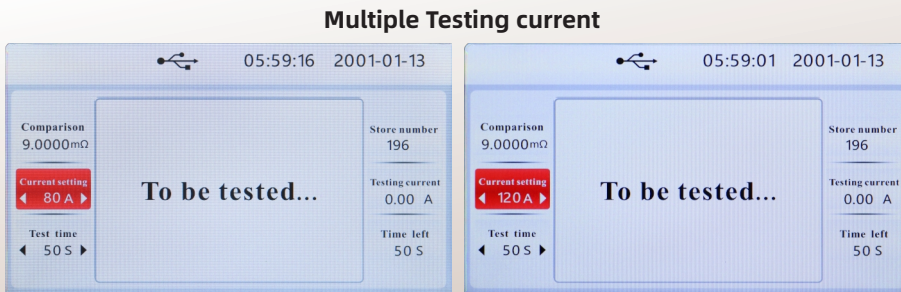 Multiple Testing current
05:59:16 2001-01-13
Comparison
9.0000mΩ
Current setting
80 A
Test time
50 S
To be tested...
Store number
196
Testing current
0.00 A
Time left
50 S
05:59:01 2001-01-13
Comparison
9.0000mΩ
Current setting
120 A
Test time
50 S
To be tested...
Store number
196
Testing current
0.00 A
Time left
50 S